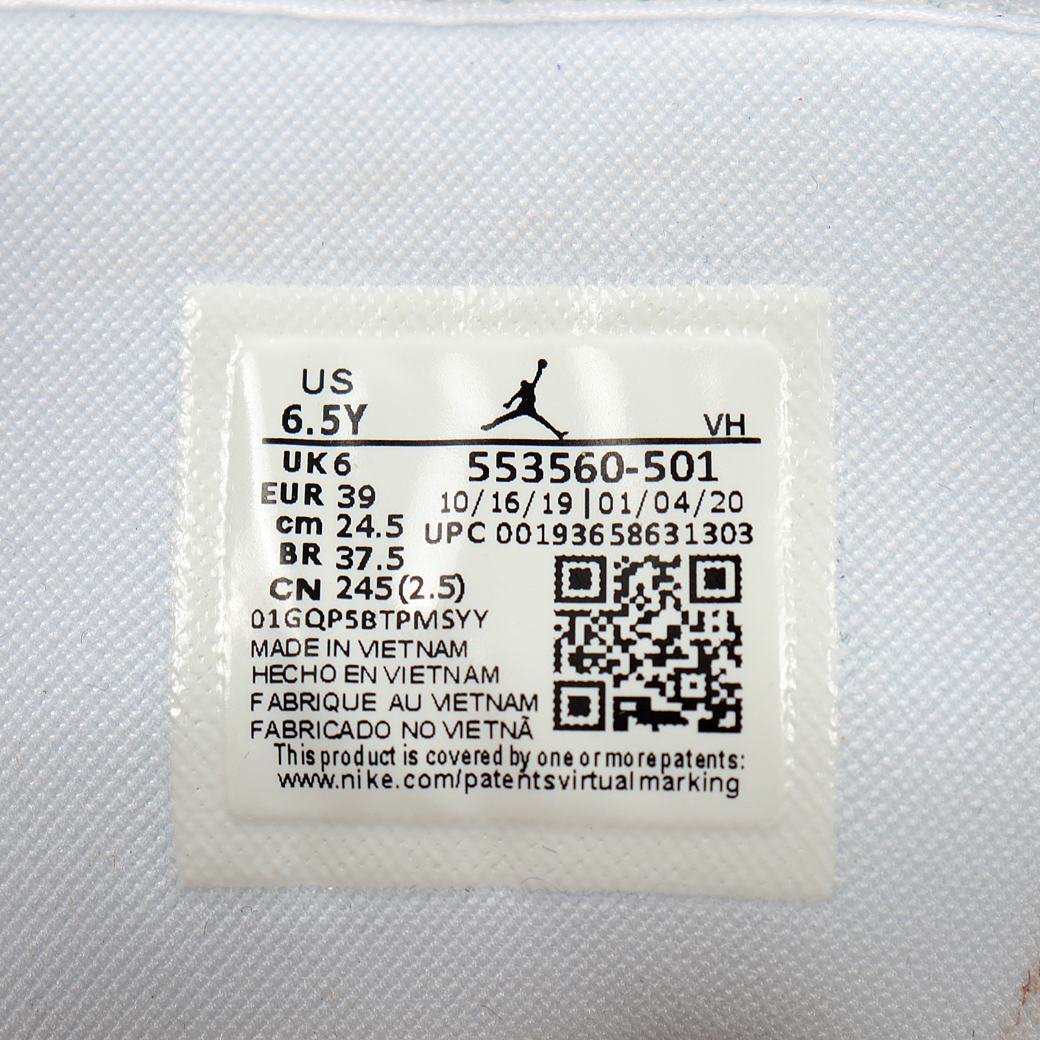 US
6.5Y
VH
UK 6
EUR 39
cm 24.5
BR 37.5
CN 245(2.5)
553560-501
10/16/19 | 01/04/20
UPC 00193658631303
01GQP5BTPMSYY
MADE IN VIETNAM
HECHO EN VIETNAM
FABRIQUE AU VIETNAM
FABRICADO NO VIETNÃ
This product is covered by one or more patents:
www.nike.com/patentsvirtualmarking